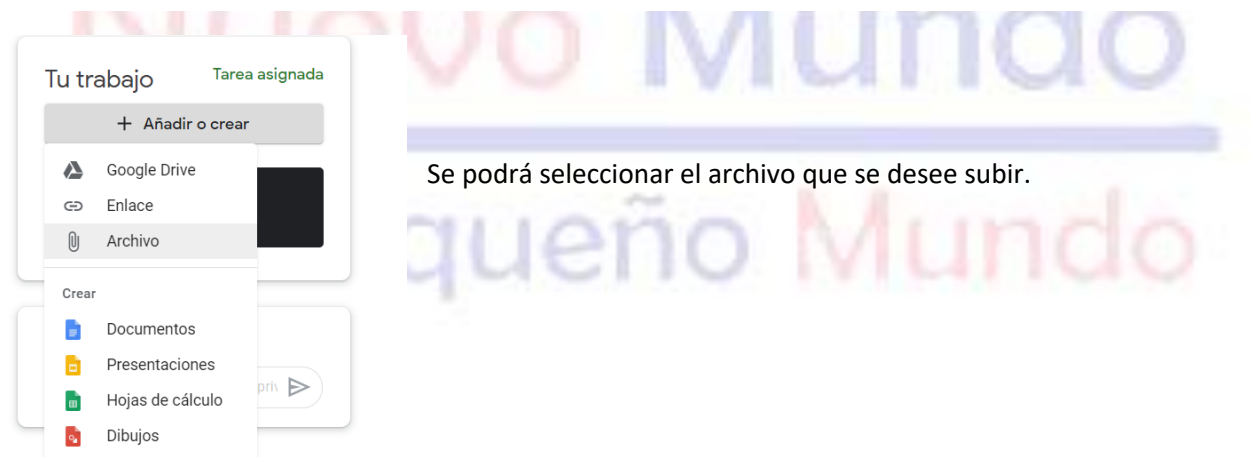 Nuevo Mundo
Tu trabajo
Tarea asignada
+ Añadir o crear
Google Drive
Enlace
Archivo
Crear
Documentos
Presentaciones
Hojas de cálculo
Dibujos
Se podrá seleccionar el archivo que se desee subir.
Mundo